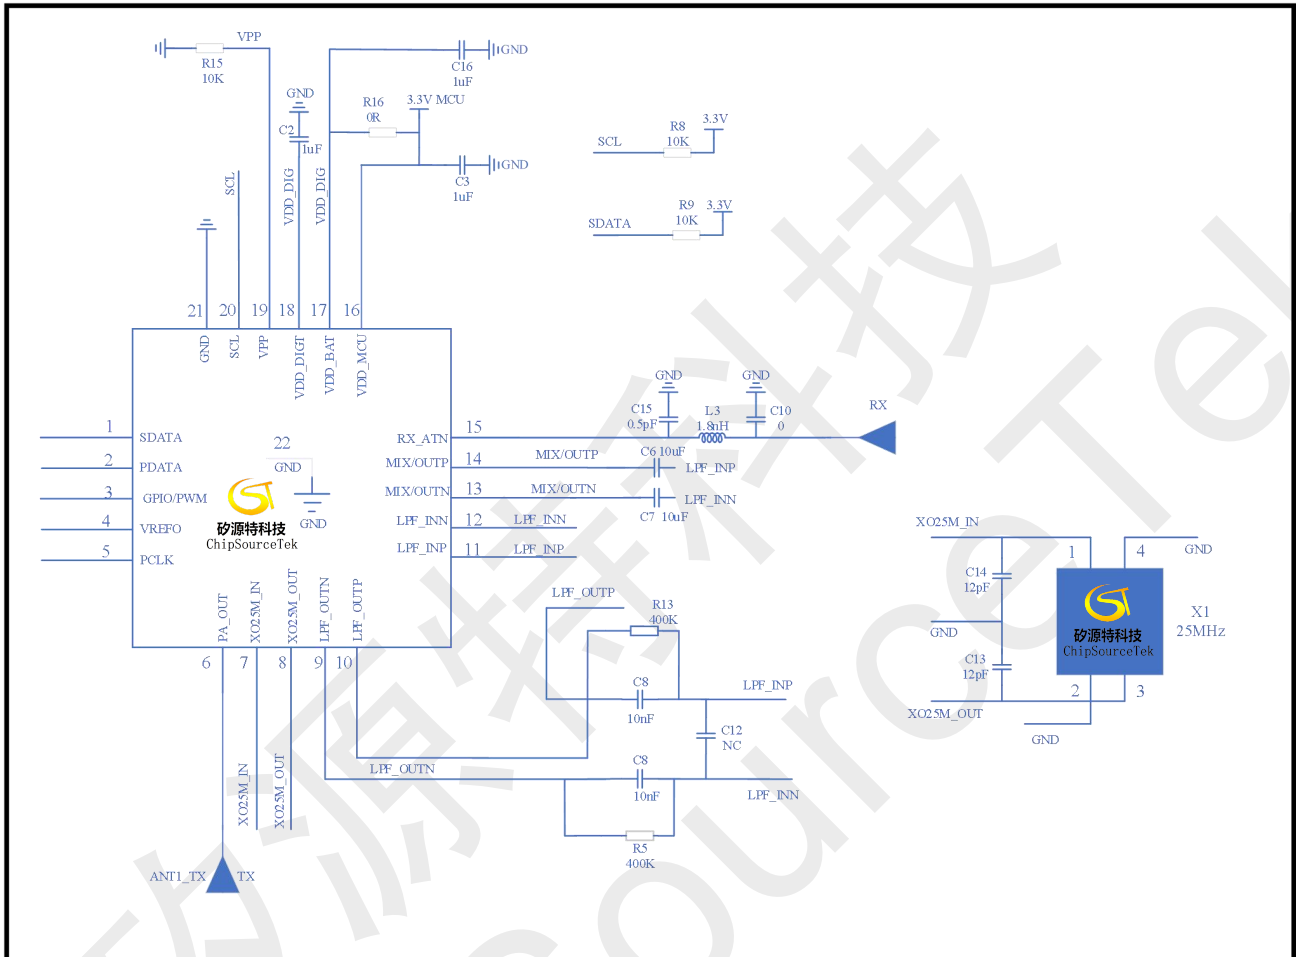 VPP
R15
10K
GND
C16
1uF
GND
C2
1uF
R16
0R
3.3V MCU
GND
C3
1uF
SCL
VDD_DIG
VDD_DIG
SCL
R8
10K
3.3V
SDATA
R9
10K
3.3V
21
20
19
18
17
16
GND
SCL
VPP
VDD_DIGT
VDD_BAT
VDD_MCU
1
SDATA
2
PDATA
3
GPIO/PWM
4
VREFO
5
PCLK
22
GND
GND
矽源特科技
ChipSourceTek
RX_ATN
15
MIX/OUTP
14
MIX/OUTN
13
LPF_INN
12
LPF_INP
11
GND
C15
0.5pF
L3
1.8nH
GND
C10
0
RX
MIX/OUTP
C6 10uF
LPF_INP
MIX/OUTN
C7 10uF
LPF_INN
LPF_INN
LPF_INP
PA_OUT
XO25M_IN
XO25M_OUT
LPF_OUTN
LPF_OUTP
6
7
8
9
10
XO25M_IN
XO25M_OUT
ANT1_TX
TX
LPF_OUTP
R13
400K
C8
10nF
LPF_INP
C12
NC
LPF_OUTN
C8
10nF
LPF_INN
R5
400K
XO25M_IN
1
4
GND
C14
12pF
GND
C13
12pF
XO25M_OUT
矽源特科技
ChipSourceTek
X1
25MHz
2
3
GND
矽源特科技
SourceTel